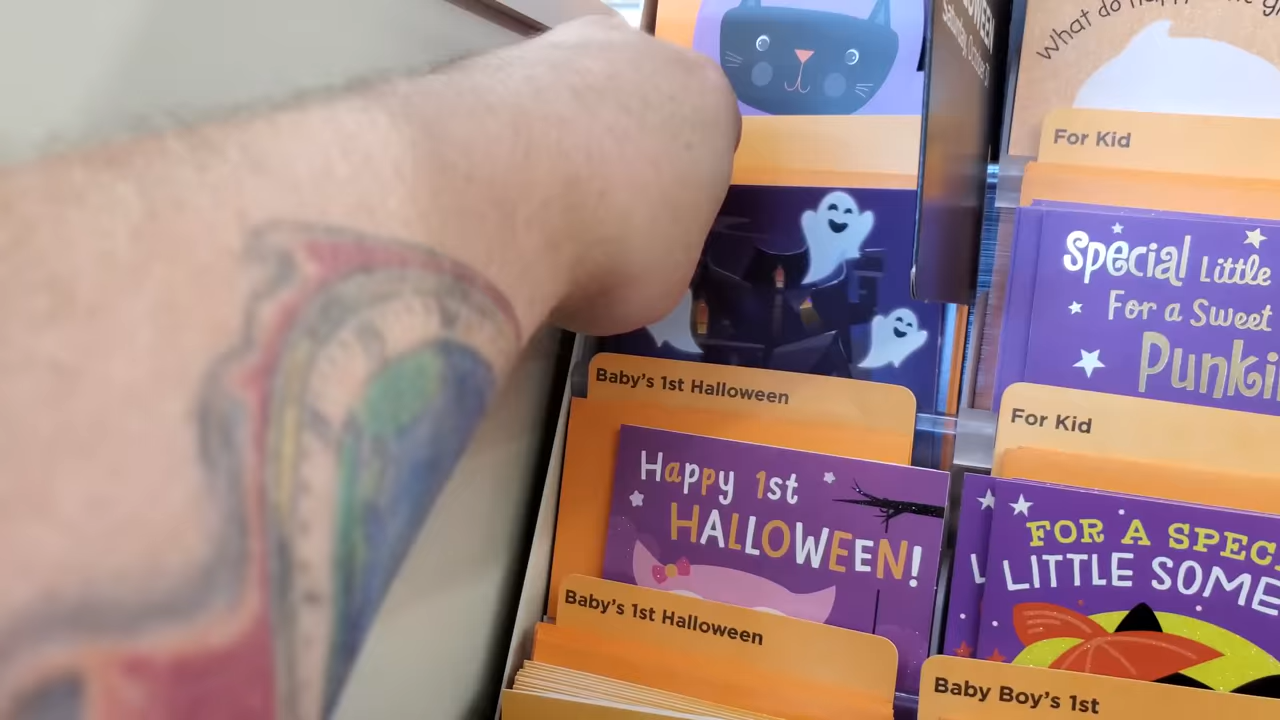 What do
For Kid
Special Little
For a Sweet
Punki
Baby's 1st Halloween
For Kid
Happy 1st
HALLOWEEN!
FOR A SPEC
LITTLE SOME
Baby's 1st Halloween
Baby Boy's 1st